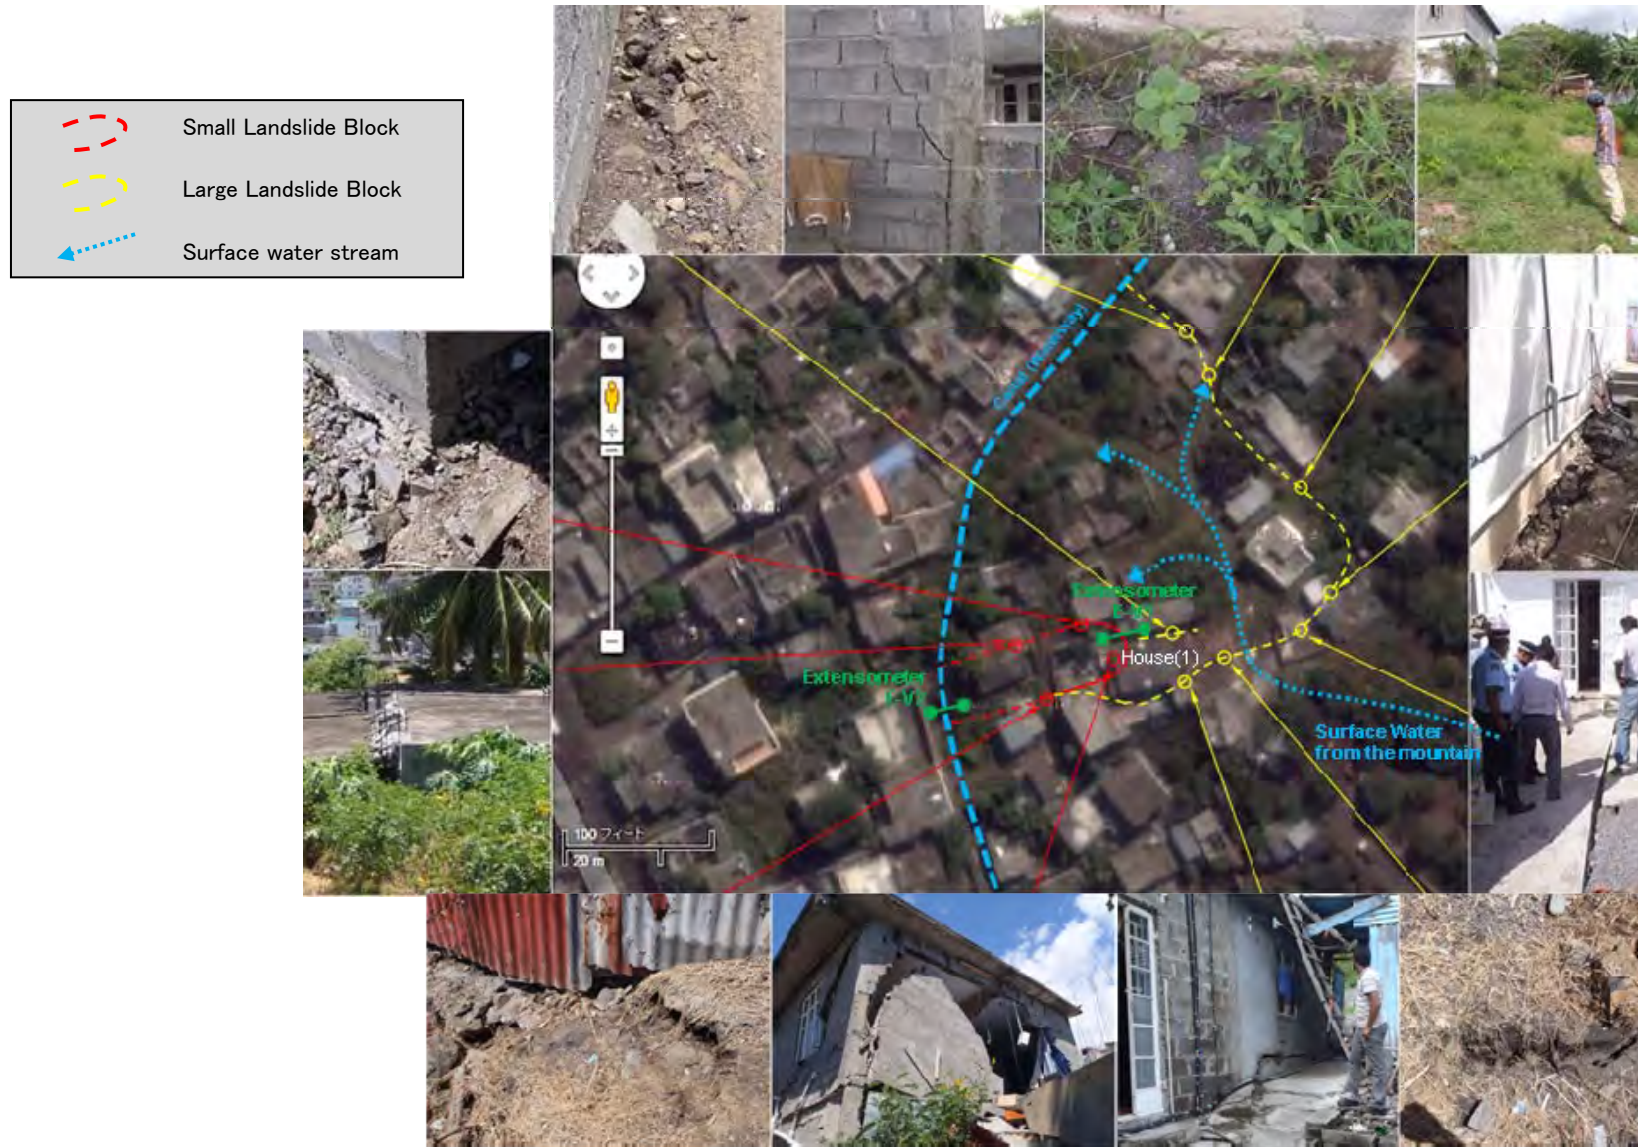 Small Landslide Block
Large Landslide Block
Surface water stream
Extensometer
House(1)
Extensometer
Surface Water
from the mountain
100 フィート
20 m